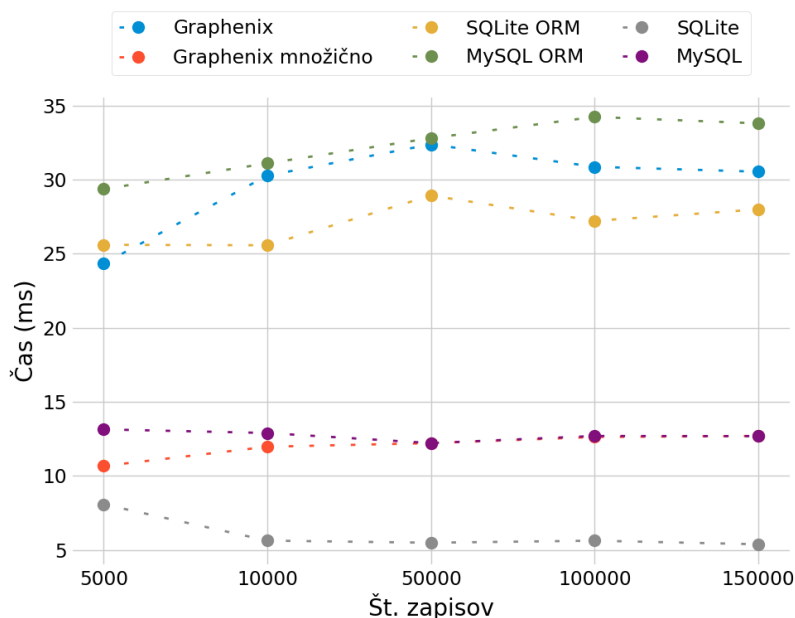 Graphenix SQLite ORM SQLite
Graphenix množično MySQL ORM MySQL
35
30
25
20
15
10
5
Čas (ms)
5000 10000 50000 100000 150000
Št. zapisov